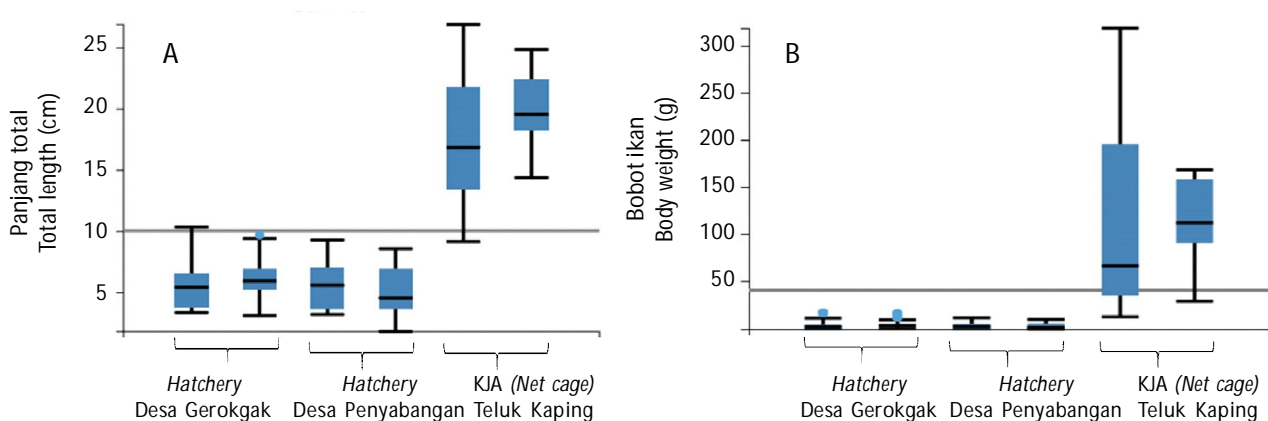 A
Panjang total
Total length (cm)
25
20
15
10
5
Hatchery
Desa Gerokgak
Hatchery
Desa Penyabangan
KJA (Net cage)
Teluk Kaping
B
Bobot ikan
Body weight (g)
300
250
200
150
100
50
Hatchery
Desa Gerokgak
Hatchery
Desa Penyabangan
KJA (Net cage)
Teluk Kaping